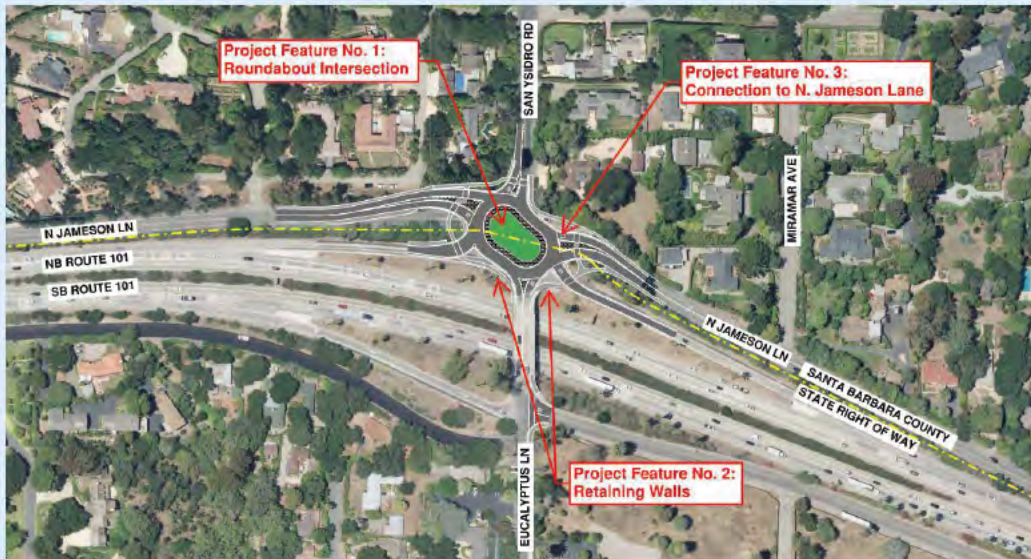 Project Feature No. 1:
Roundabout Intersection
SAN YSIDRO RD
Project Feature No. 3:
Connection to N. Jameson Lane
MIRAMAR AVE
N JAMESON LN
NB ROUTE 101
SB ROUTE 101
N JAMESON LN
SANTA BARBARA COUNTY
STATE RIGHT OF WAY
EUCALYPTUS LN
Project Feature No. 2:
Retaining Walls